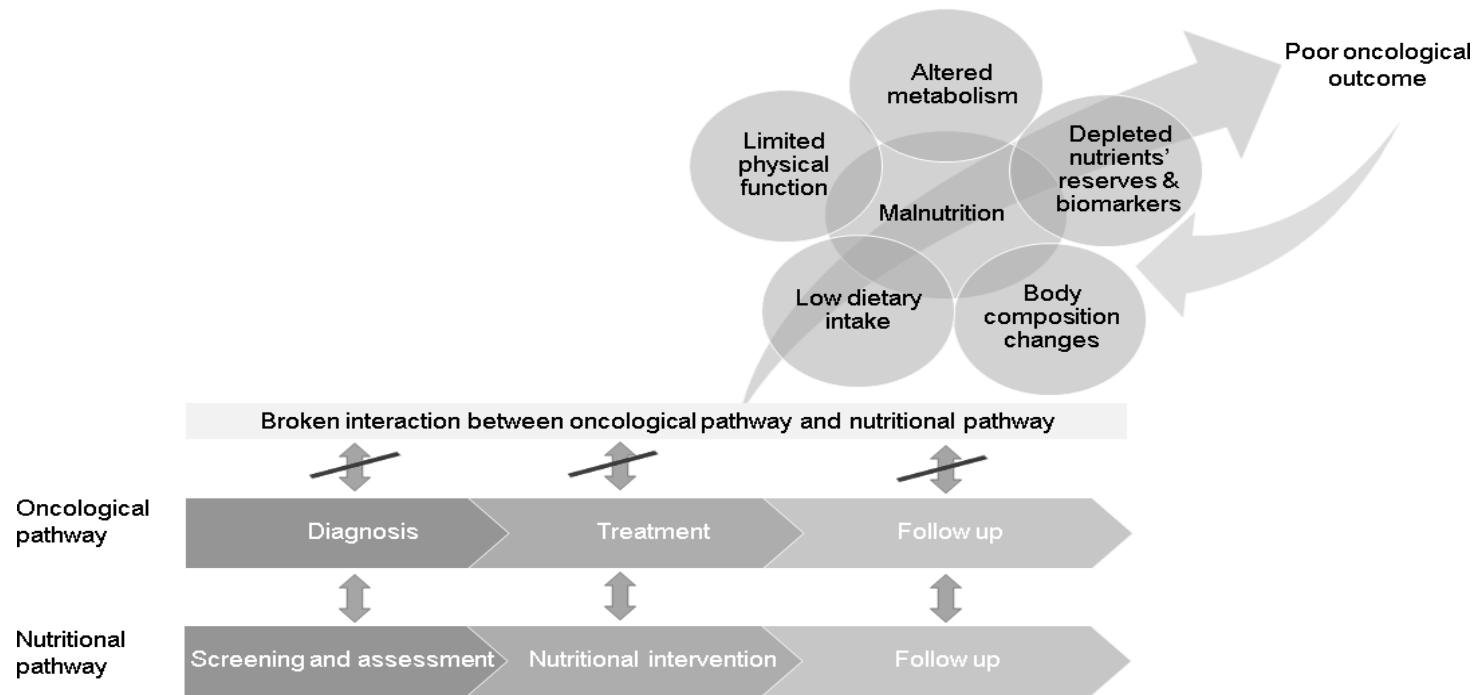 Poor oncological
outcome
Altered
metabolism
Limited
physical
function
Depleted
nutrients'
reserves &
biomarkers
Malnutrition
Low dietary
intake
Body
composition
changes
Broken interaction between oncological pathway and nutritional pathway
Oncological
pathway
Diagnosis
Treatment
Follow up
Nutritional
pathway
Screening and assessment
Nutritional intervention
Follow up